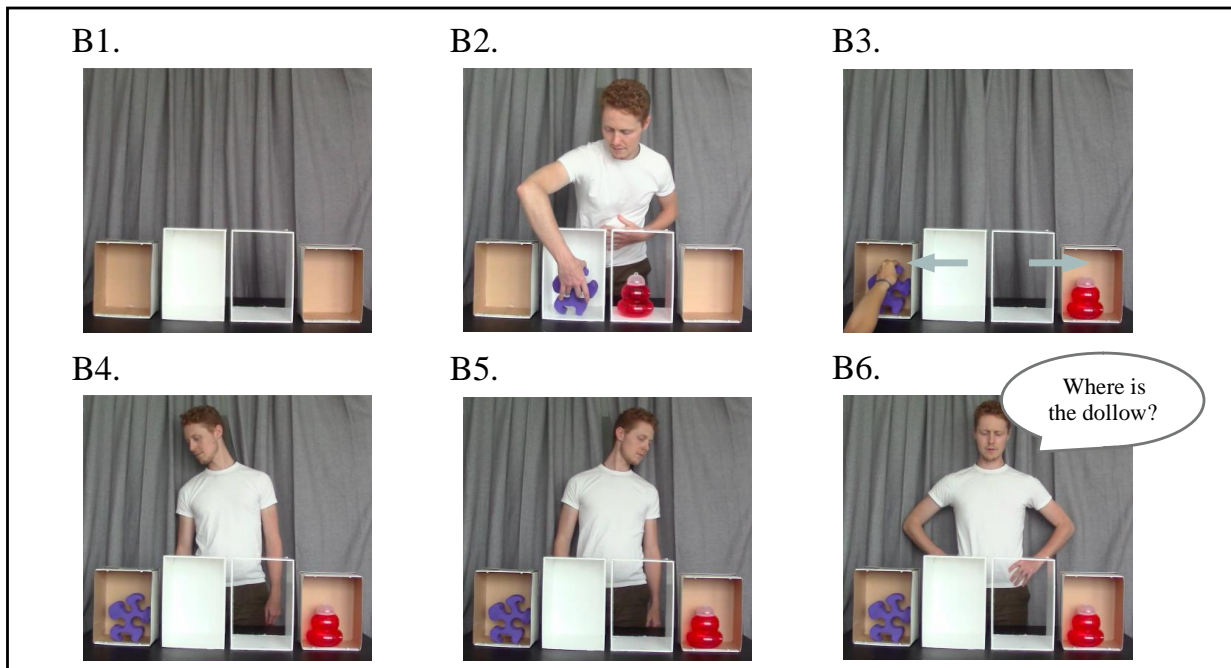 B1.
B2.
B3.
B4.
B5.
B6.
Where is
the dollow?